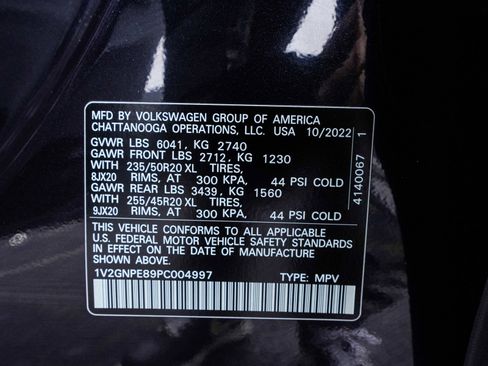 MFD BY VOLKSWAGEN GROUP OF AMERICA
CHATTANOOGA OPERATIONS, LLC. USA 10/2022
GVWR LBS 6041, KG 2740
GAWR FRONT LBS 2712, KG 1230
WITH 235/50R20 XL TIRES,
8JX20 RIMS, AT 300 KPA, 44 PSI COLD
GAWR REAR LBS 3439, KG 1560
WITH 255/45R20 XL TIRES,
9JX20 RIMS, AT 300 KPA, 44 PSI COLD
THIS VEHICLE CONFORMS TO ALL APPLICABLE
U.S. FEDERAL MOTOR VEHICLE SAFETY
STANDARDS IN EFFECT ON THE DATE OF MANUFACTURE
SHOWN ABOVE.
1V2GNPE89PC004997 TYPE: MPV
4140067 1